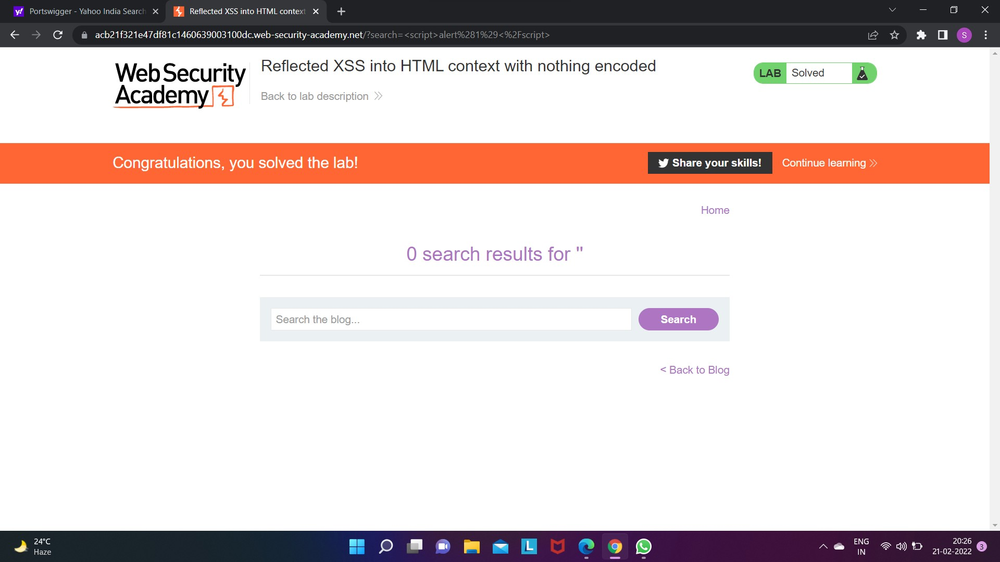 Portswigger - Yahoo India Search
Reflected XSS into HTML context
acb21f321e47df81c1460639003100dc.web-security-academy.net/?search=<script>alert%281%29<%2Fscript>
S
WebSecurity
Academy
Reflected XSS into HTML context with nothing encoded
Back to lab description
LAB Solved
Congratulations, you solved the lab!
Share your skills!
Continue learning
Home
0 search results for ''
Search the blog...
Search
< Back to Blog
24°C
Haze
L
ENG
IN
20:26
21-02-2022
3